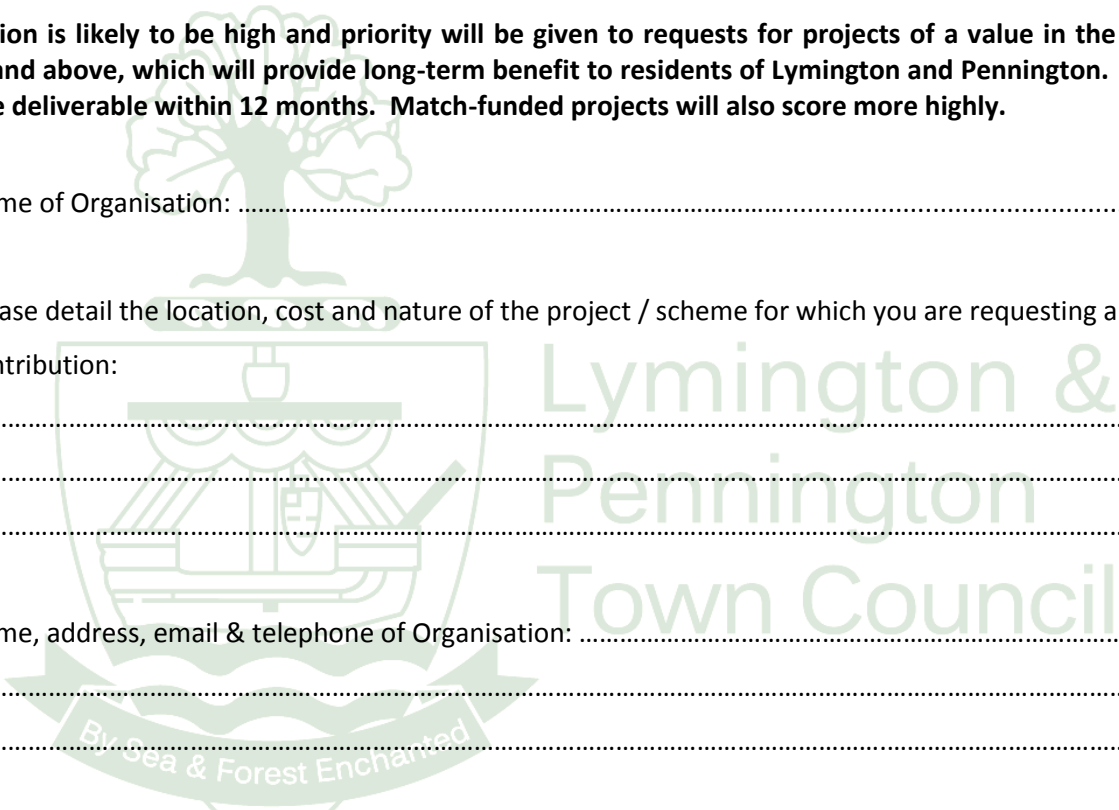 tion is likely to be high and priority will be given to requests for projects of a value in the
and above, which will provide long-term benefit to residents of Lymington and Pennington.
e deliverable within 12 months. Match-funded projects will also score more highly.
me of Organisation: ................................................................
ase detail the location, cost and nature of the project / scheme for which you are requesting a
ntribution:
Lymington &
Pennington
Town Council
me, address, email & telephone of Organisation: ................................................................
By Sea & Forest Enchanted